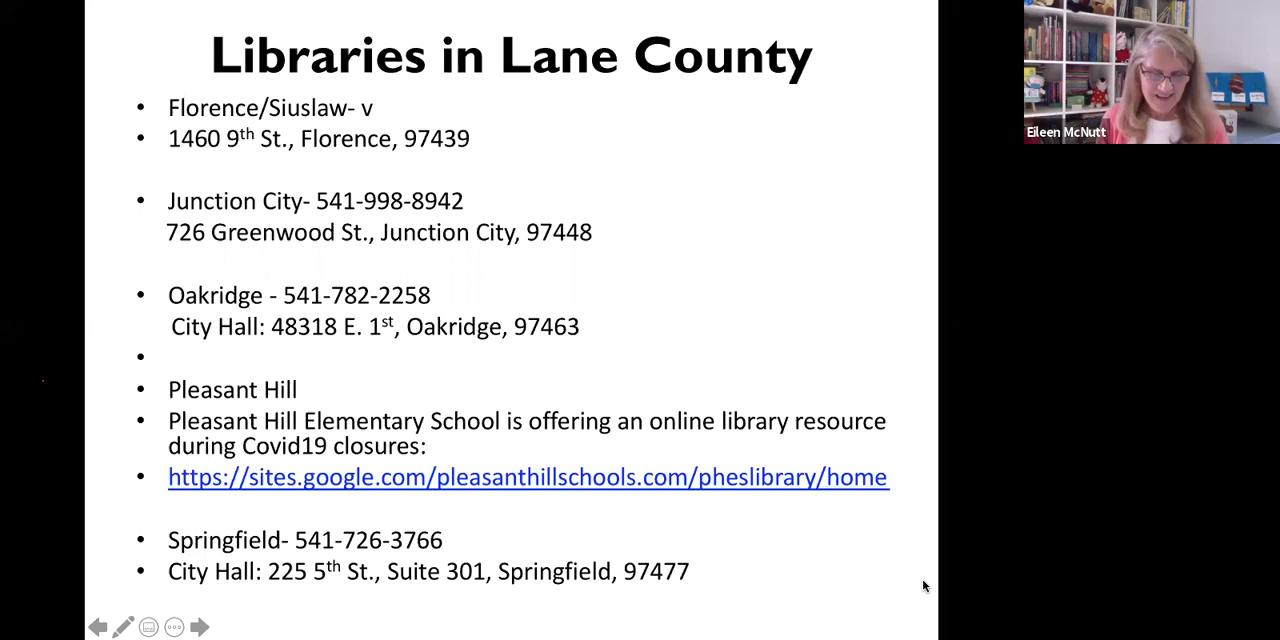 Libraries in Lane County
• Florence/Siuslaw- v
• 1460 9th St., Florence, 97439
• Junction City- 541-998-8942
726 Greenwood St., Junction City, 97448
• Oakridge - 541-782-2258
City Hall: 48318 E. 1st, Oakridge, 97463
•
• Pleasant Hill
• Pleasant Hill Elementary School is offering an online library resource
during Covid19 closures:
• https://sites.google.com/pleasanthillschools.com/pheslibrary/home
• Springfield- 541-726-3766
• City Hall: 225 5th St., Suite 301, Springfield, 97477
Eileen McNutt